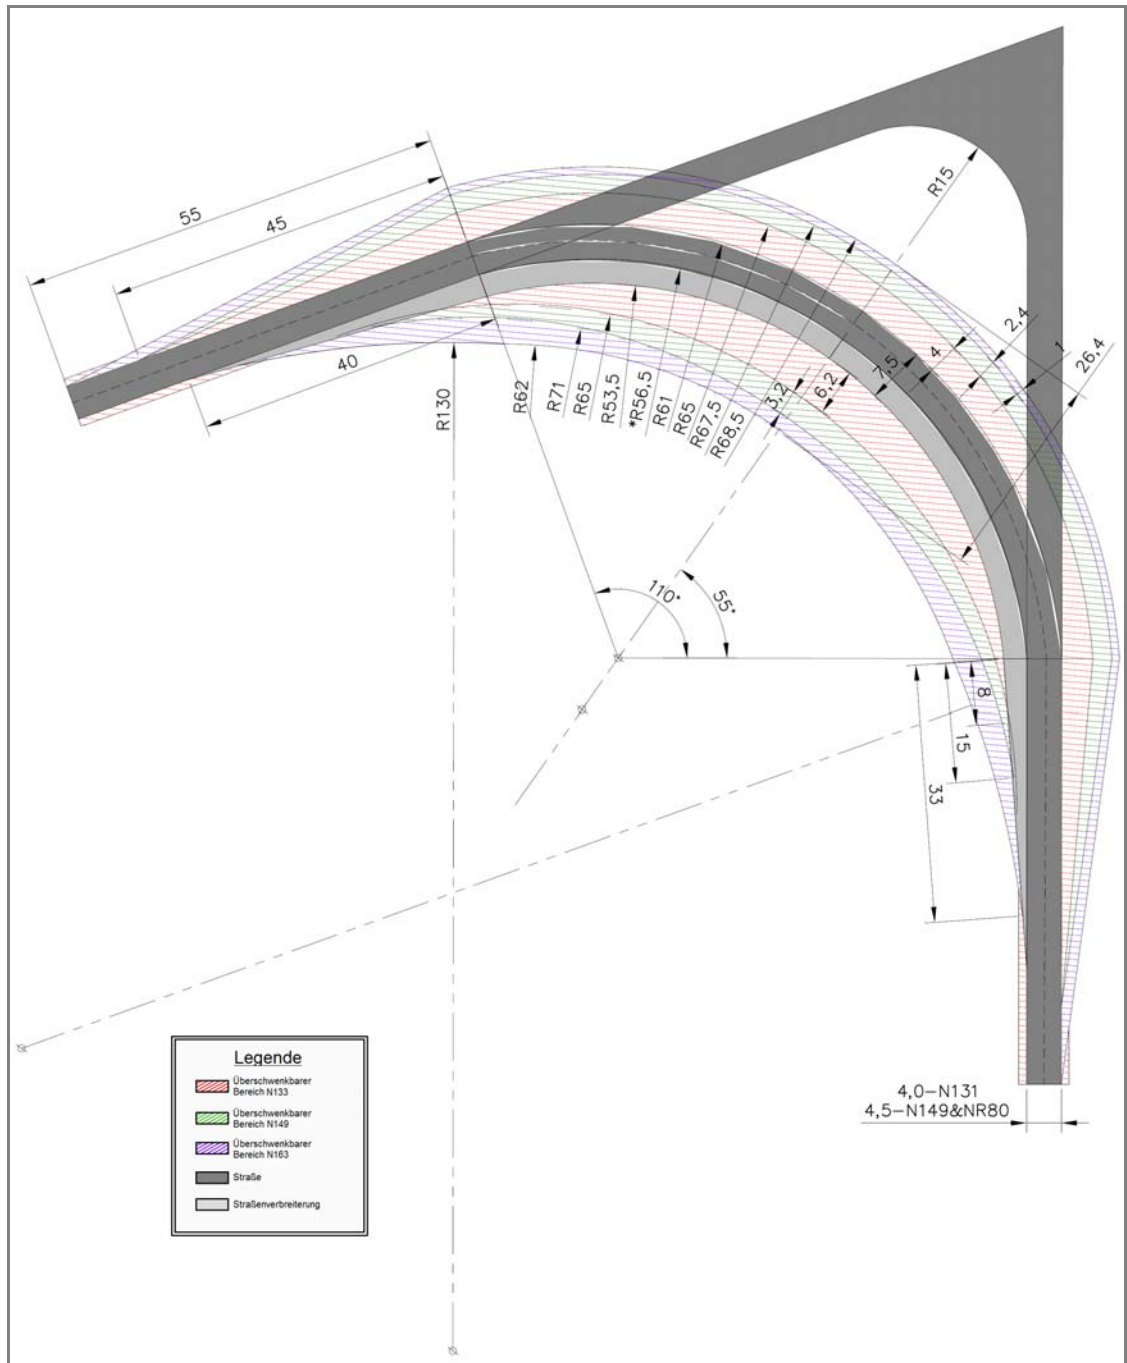 55
45
40
R15
R130
R62
R71
R65
R53,5
*R56,5
R61
R65
R67,5
R68,5
3,2
6,2
7,5
4
2,4
1
26,4
110°
55°
8
15
33
4,0-N131
4,5-N149&NR80
Legende
Überschwenkbarer
Bereich N133
Überschwenkbarer
Bereich N149
Überschwenkbarer
Bereich N163
Straße
Straßenverbreiterung